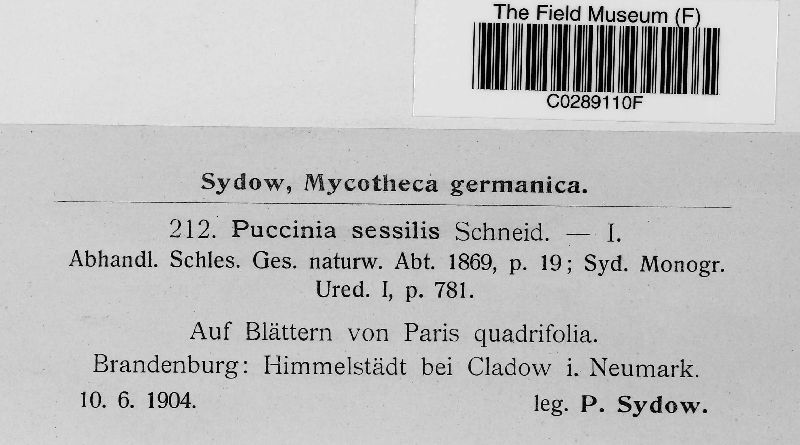 The Field Museum (F)
C0289110F
Sydow, Mycotheca germanica.
212. Puccinia sessilis Schneid. — I.
Abhandl. Schles. Ges. naturw. Abt. 1869, p. 19; Syd. Monogr.
Ured. I, p. 781.
Auf Blättern von Paris quadrifolia.
Brandenburg: Himmelstädt bei Cladow i. Neumark.
10. 6. 1904. leg. P. Sydow.